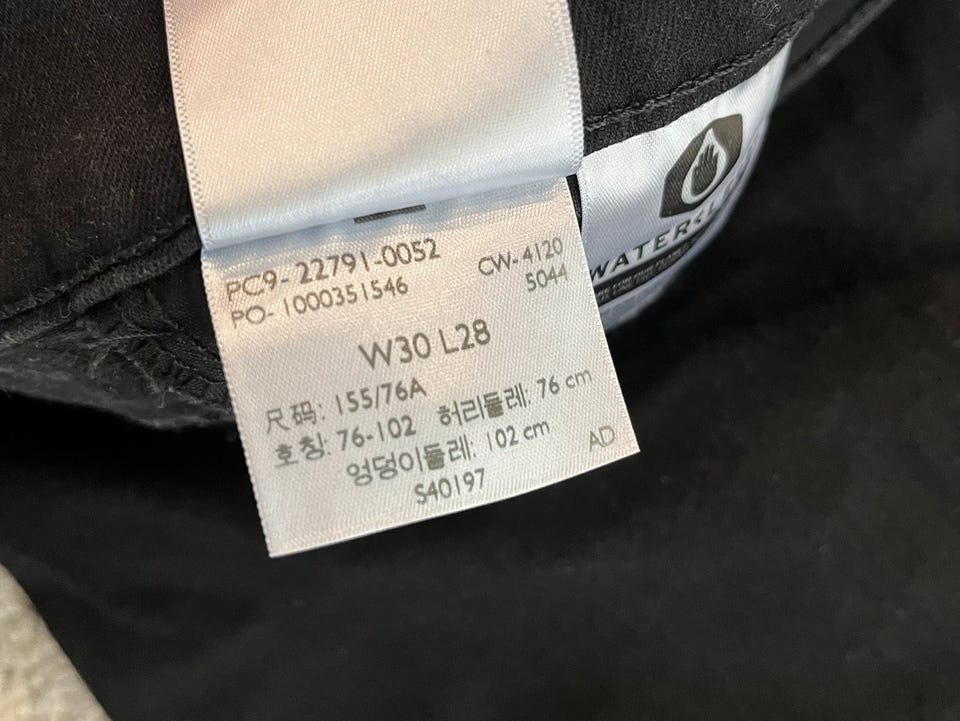 PC9-22791-0052
PO-1000351546
CW-4120
5044
W30 L28
尺码: 155/76A
호칭: 76-102 허리둘레: 76 cm
엉덩이둘레: 102 cm
S40197
AD